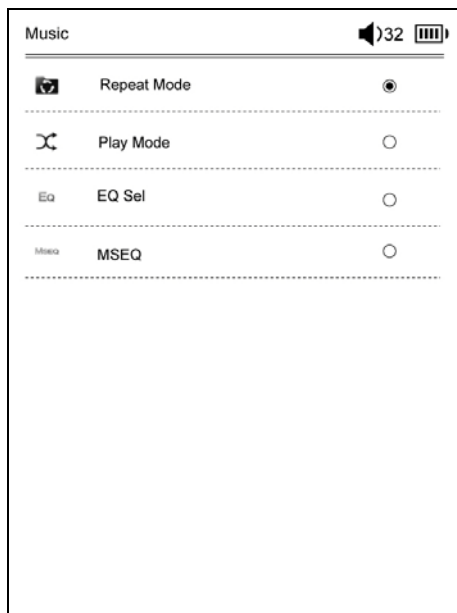 Music 32
Repeat Mode
Play Mode
EQ EQ Sel
MSEQ MSEQ